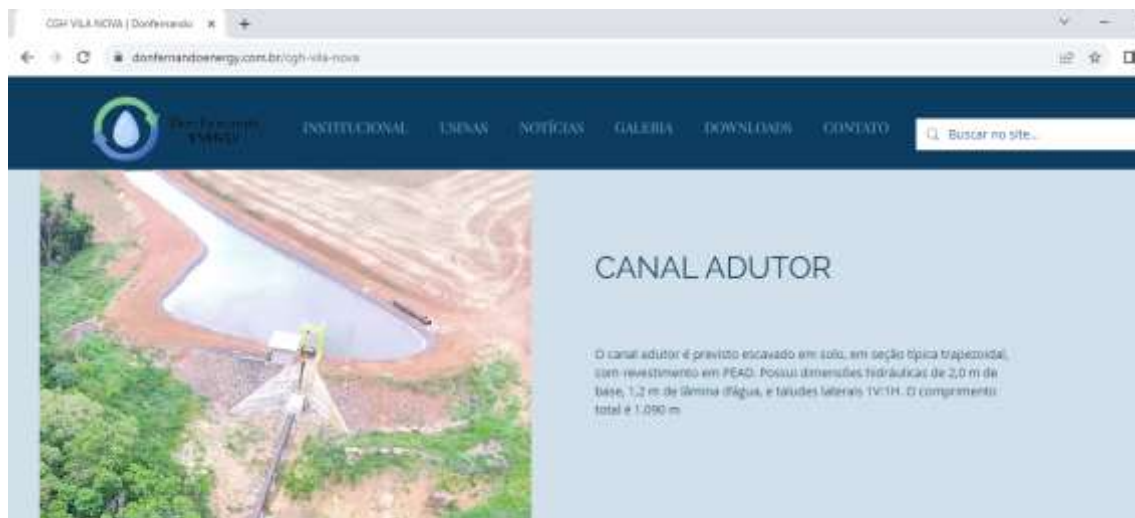 CGH VILA NOVA | Donfernando
donfernandoenergy.com.br/cgh-vila-nova
INSTITUCIONAL USINAS NOTÍCIAS GALERIA DOWNLOADS CONTATO
Buscar no site...
CANAL ADUTOR
O canal adutor é previsto escavado em solo, em seção típica trapezoidal,
com revestimento em PEAD. Possui dimensões hidráulicas de 2,0 m de
base, 1,2 m de lâmina d'água, e taludes laterais 1V:1H. O comprimento
total é 1.090 m